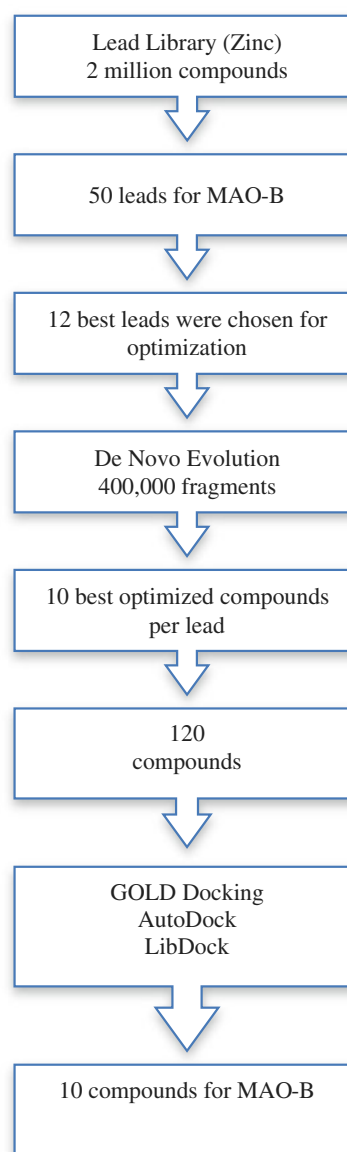 Lead Library (Zinc)
2 million compounds
50 leads for MAO-B
12 best leads were chosen for
optimization
De Novo Evolution
400,000 fragments
10 best optimized compounds
per lead
120
compounds
GOLD Docking
AutoDock
LibDock
10 compounds for MAO-B